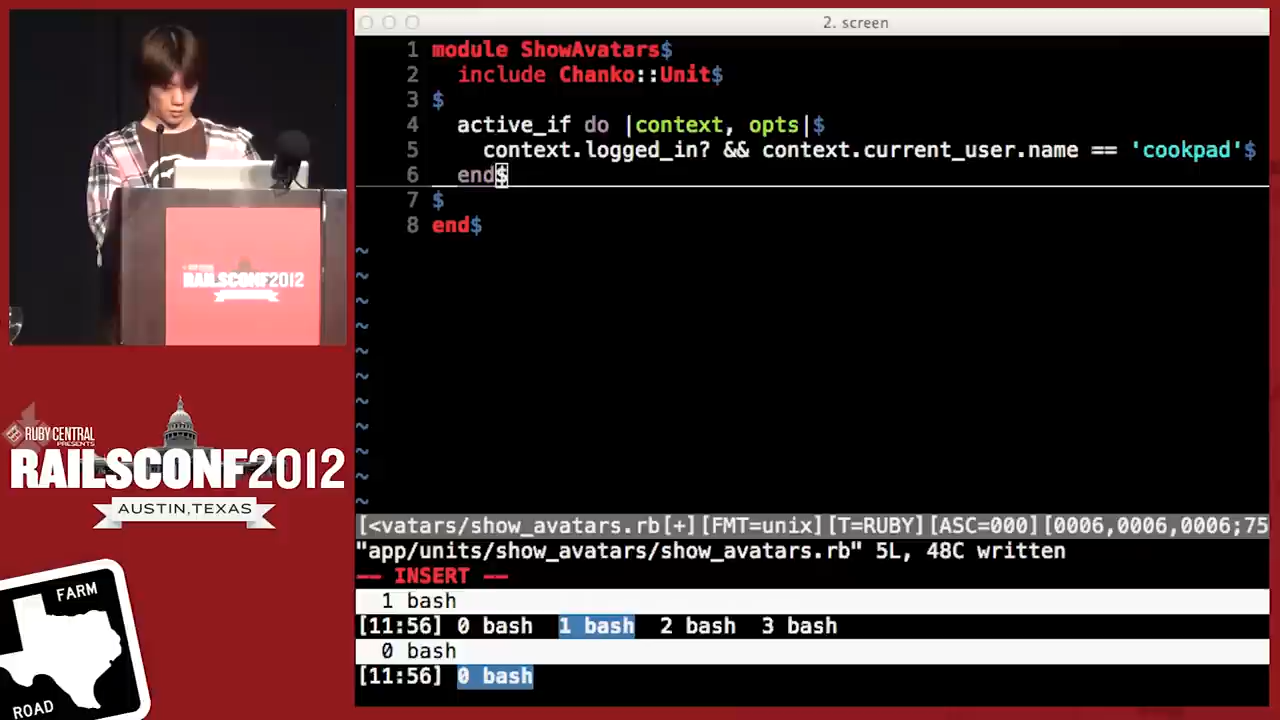 2. screen
1 module ShowAvatars$
2 include Chanko::Unit$
3 $
4 active_if do |context, opts|$
5 context.logged_in? && context.current_user.name == 'cookpad'$
6 end$
7 $
8 end$
~
~
~
~
~
~
~
~
~
~
~
[<vatars/show_avatars.rb[+][FMT=unix][T=RUBY][ASC=000][0006,0006,0006;75
"app/units/show_avatars/show_avatars.rb" 5L, 48C written
-- INSERT --
1 bash
[11:56] 0 bash 1 bash 2 bash 3 bash
0 bash
[11:56] 0 bash
RAILSCONF2012
RUBY CENTRAL
PRESENTS
RAILSCONF2012
AUSTIN, TEXAS
FARM
ROAD